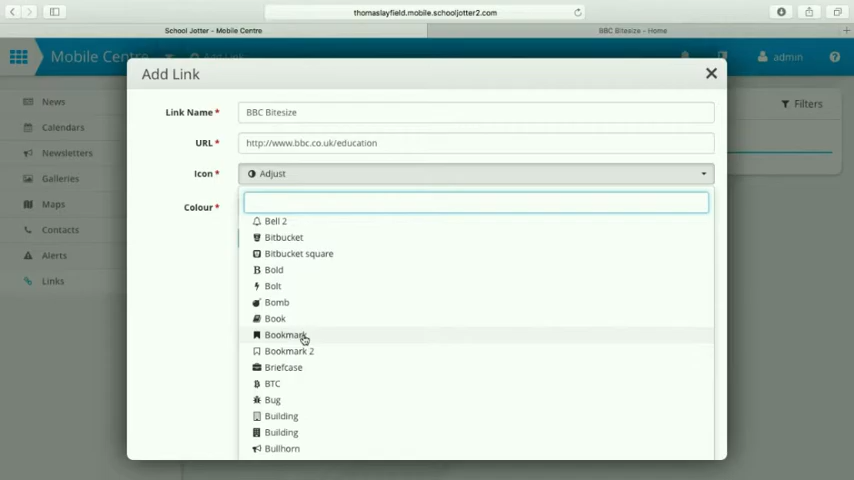 thomaslayfield.mobile.schooljotter2.com
School Jotter - Mobile Centre
BBC Bitesize - Home
Mobile Centre
Add Link
admin
Add Link
News
Calendars
Newsletters
Galleries
Maps
Contacts
Alerts
Links
Filters
Link Name *
BBC Bitesize
URL *
http://www.bbc.co.uk/education
Icon *
Adjust
Colour *
Bell 2
Bitbucket
Bitbucket square
Bold
Bolt
Bomb
Book
Bookmark
Bookmark 2
Briefcase
BTC
Bug
Building
Building
Bullhorn